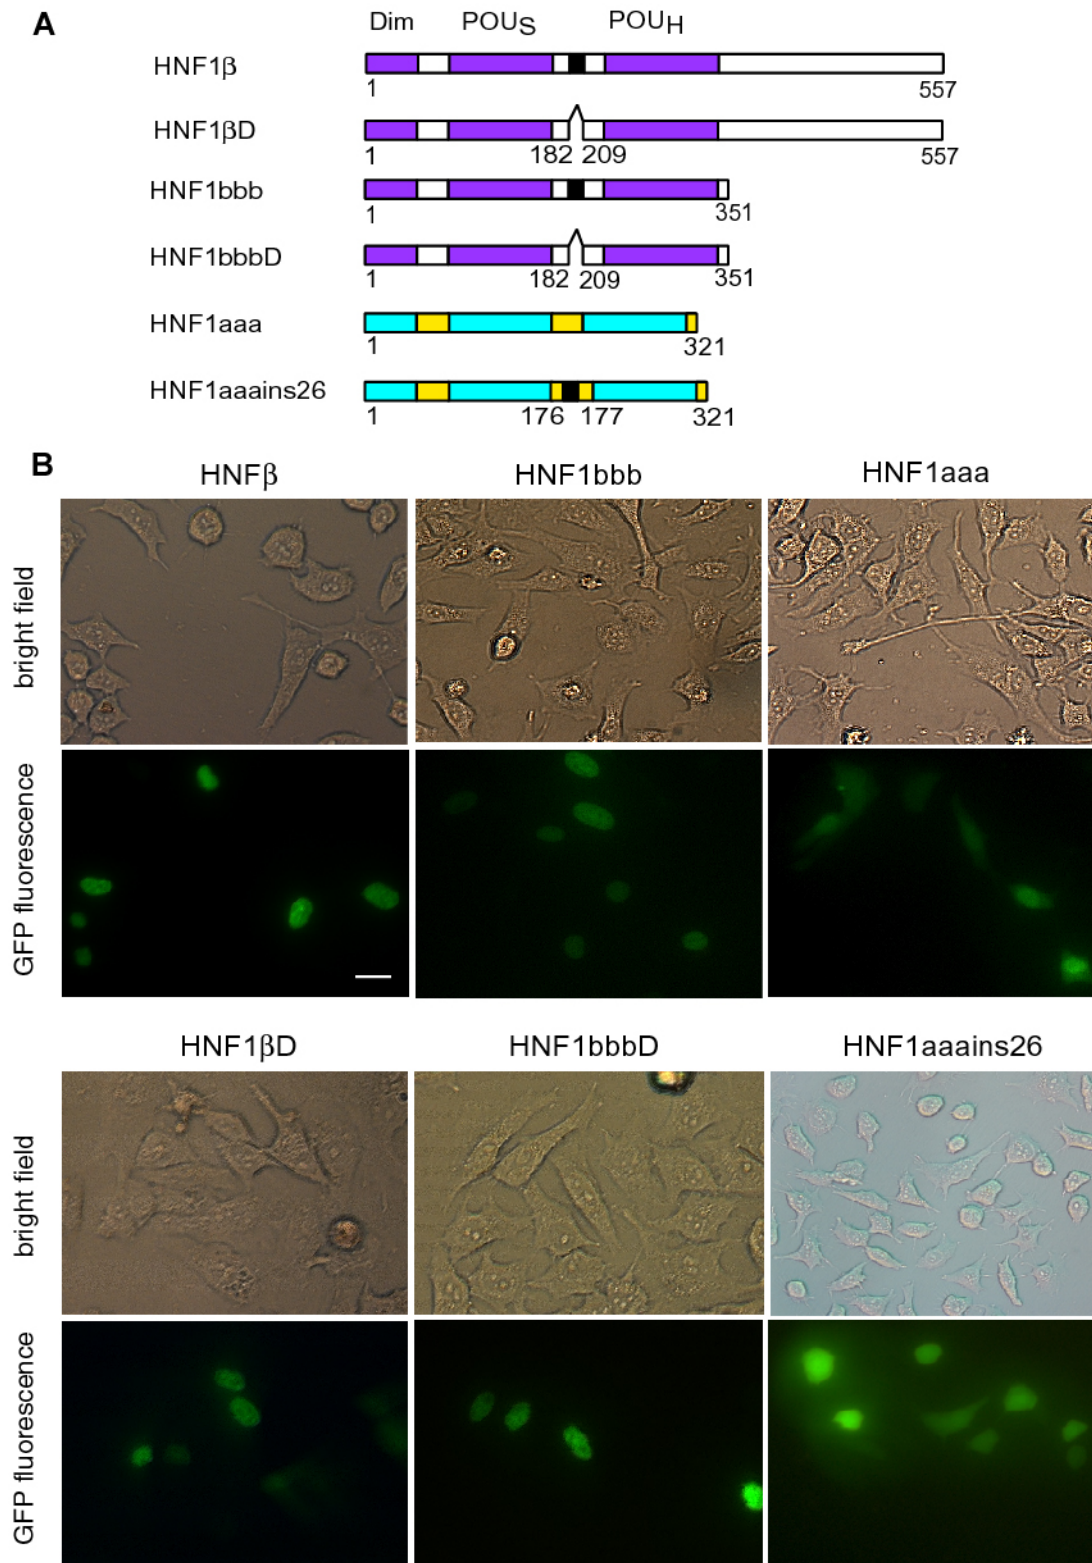 A
Dim POUS POUH
HNF1β
1 557
HNF1βD
1 182 209 557
HNF1bbb
1 351
HNF1bbbD
1 182 209 351
HNF1aaa
1 321
HNF1aaains26
1 176 177 321
B
HNFβ HNF1bbb HNF1aaa
bright field
GFP fluorescence
HNF1βD HNF1bbbD HNF1aaains26
bright field
GFP fluorescence